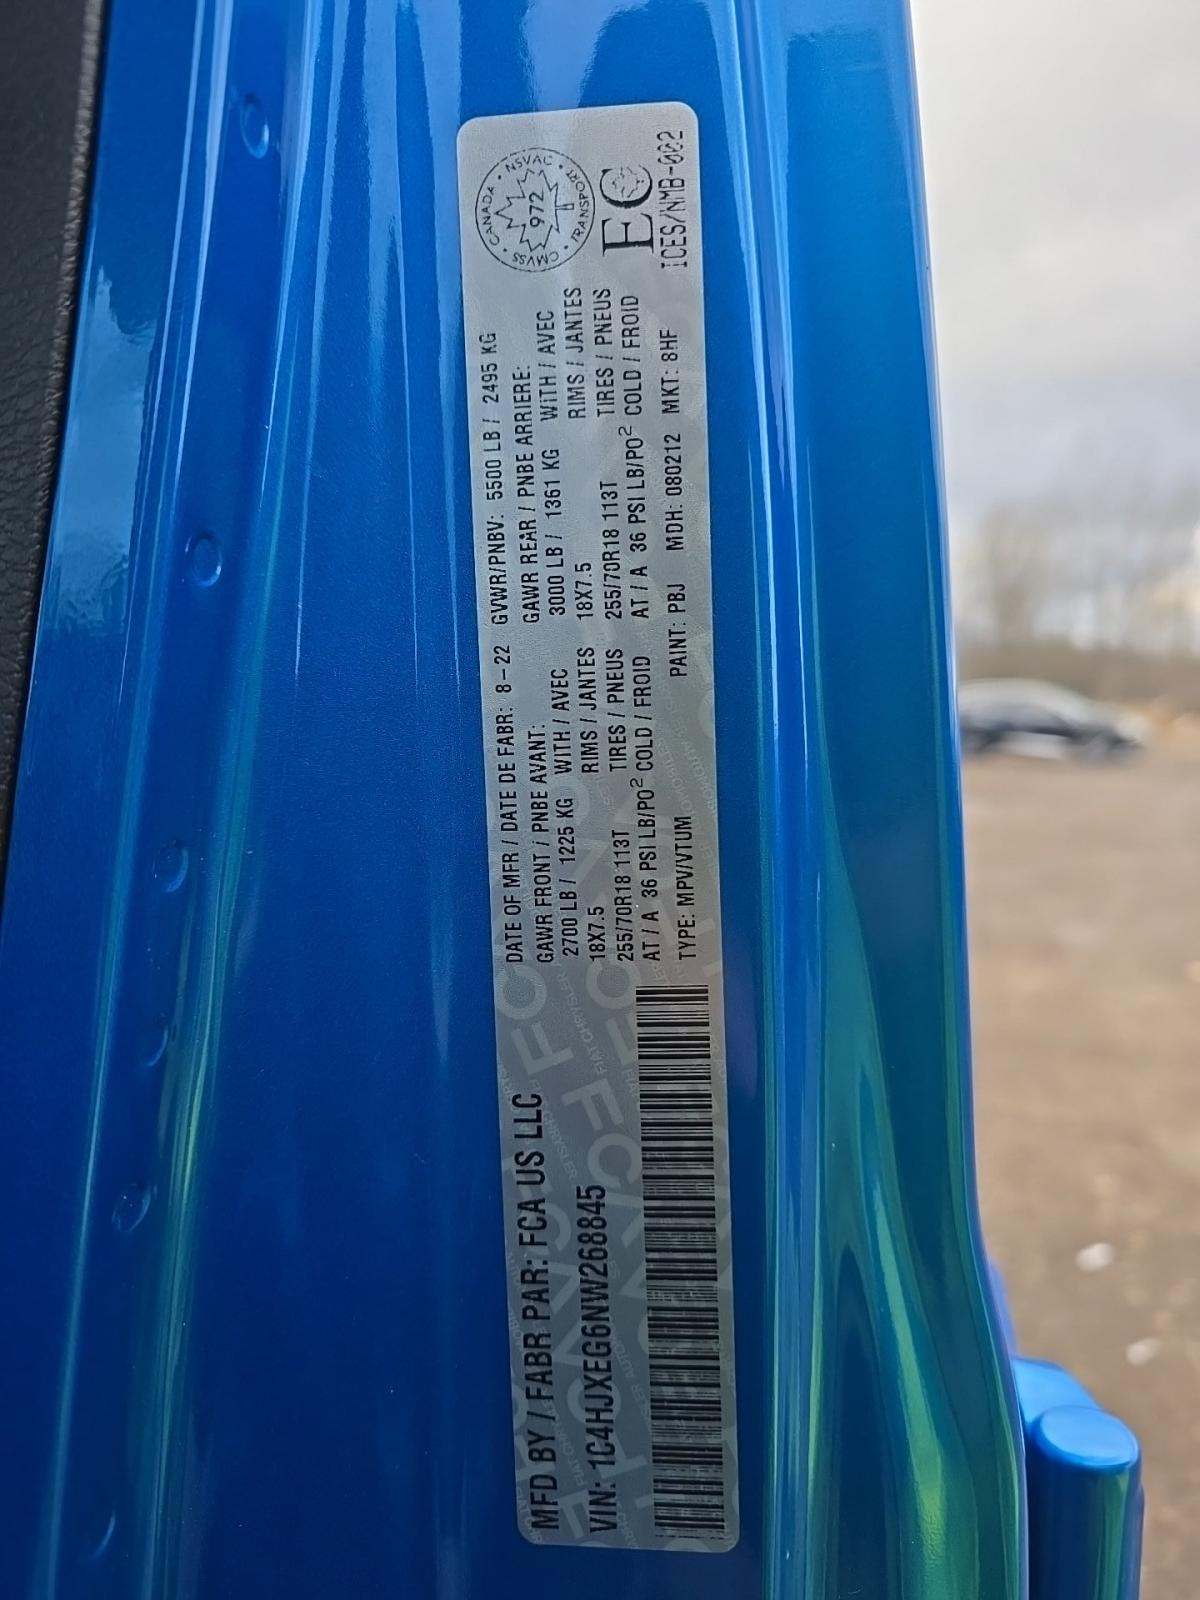 MFD BY / FABR PAR: FCA US LLC
VIN: 1C4HJXEG6NW268845
DATE OF MFR / DATE DE FABR: 8-22 GVWR/PNBV: 5500 LB / 2495 KG
GAWR FRONT / PNBE AVANT: GAWR REAR / PNBE ARRIERE:
2700 LB / 1225 KG WITH / AVEC 3000 LB / 1361 KG WITH / AVEC
18X7.5 RIMS / JANTES 18X7.5 RIMS / JANTES
255/70R18 113T TIRES / PNEUS 255/70R18 113T TIRES / PNEUS
AT / A 36 PSI LB/PO² COLD / FROID AT / A 36 PSI LB/PO² COLD / FROID
TYPE: MPV/VTUM PAINT: PBJ MDH: 080212 MKT: 8HF
CANADA • NSVAC • TRANSPORT • CMVSS •
972
EC
ICES/NMB-002